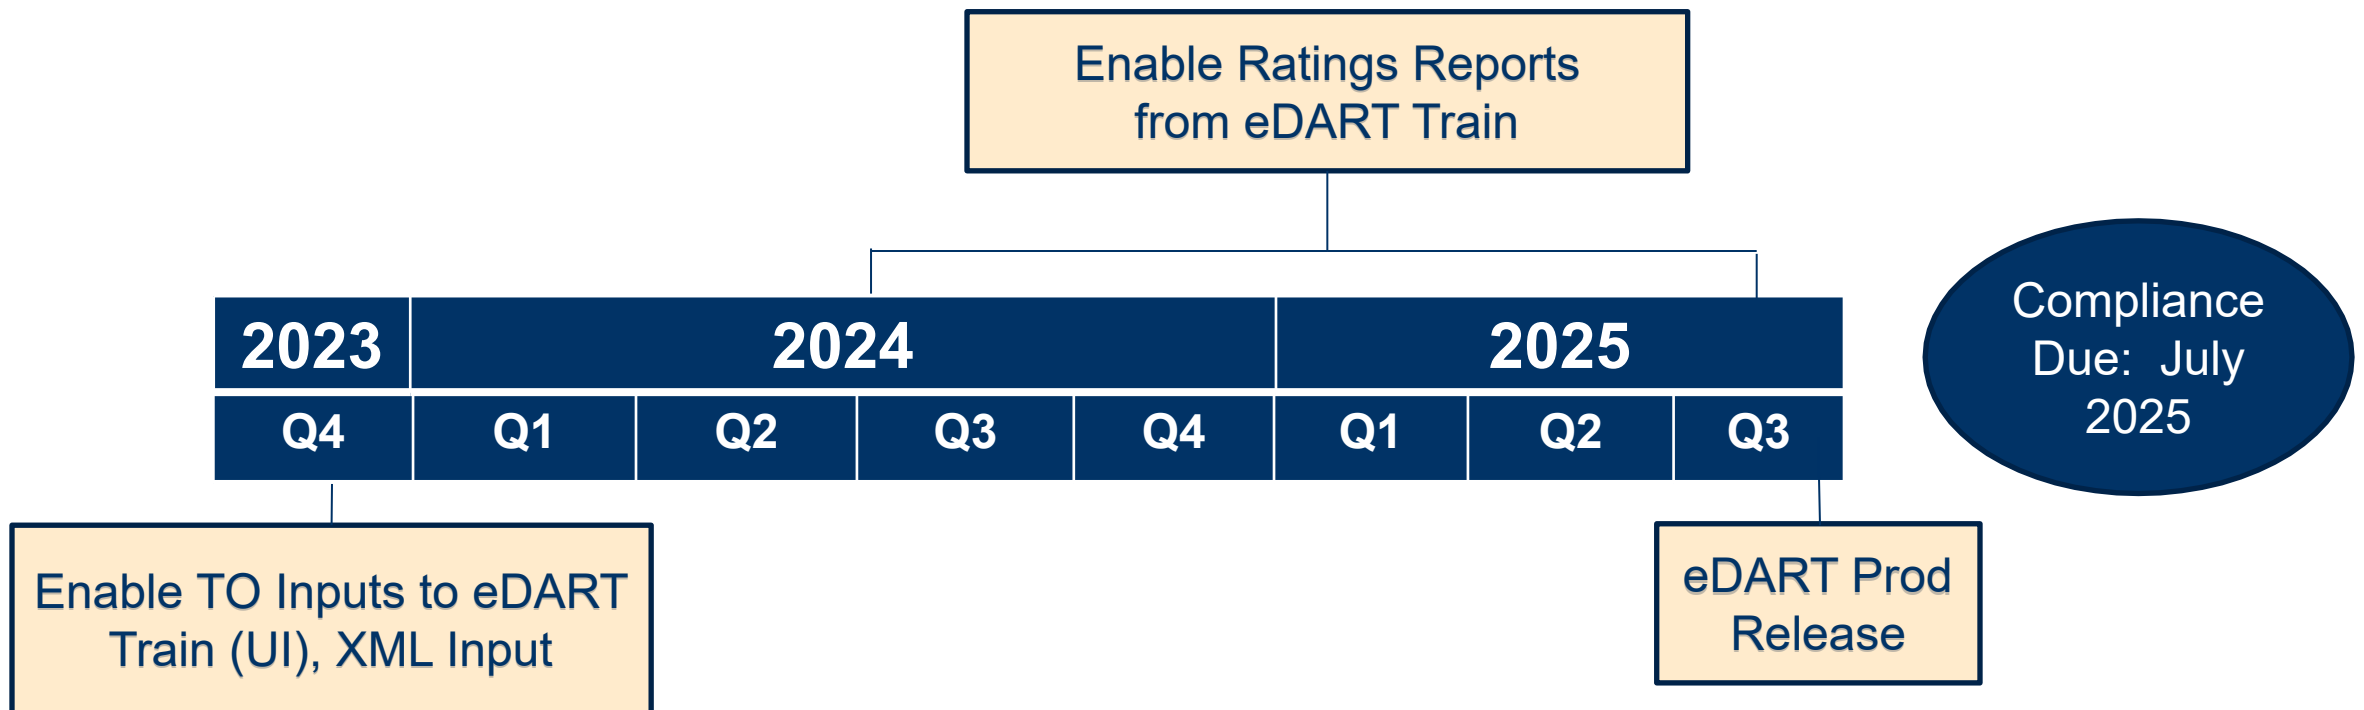 Enable Ratings Reports
from eDART Train
2023 2024 2025
Q4 Q1 Q2 Q3 Q4 Q1 Q2 Q3
Compliance
Due: July
2025
Enable TO Inputs to eDART
Train (UI), XML Input
eDART Prod
Release